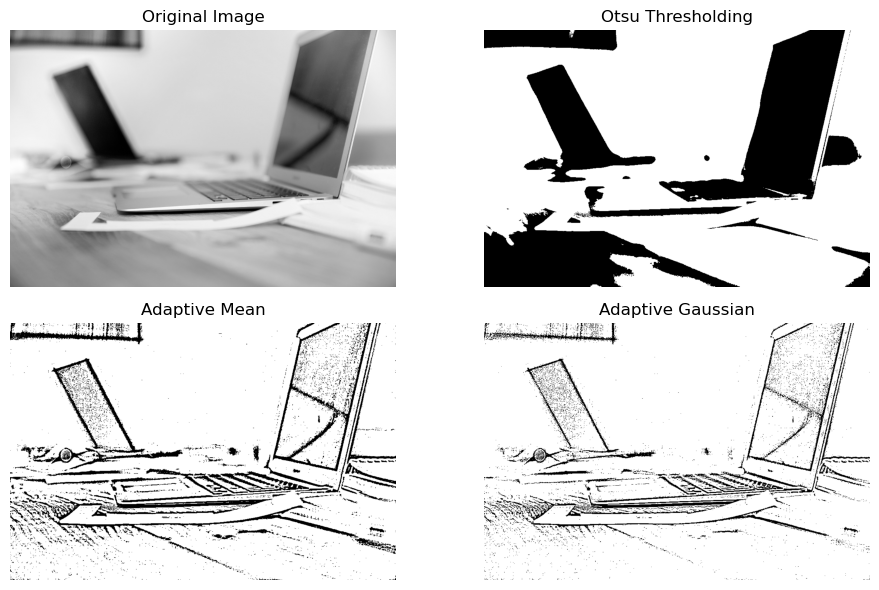 Original Image
Otsu Thresholding
Adaptive Mean
Adaptive Gaussian